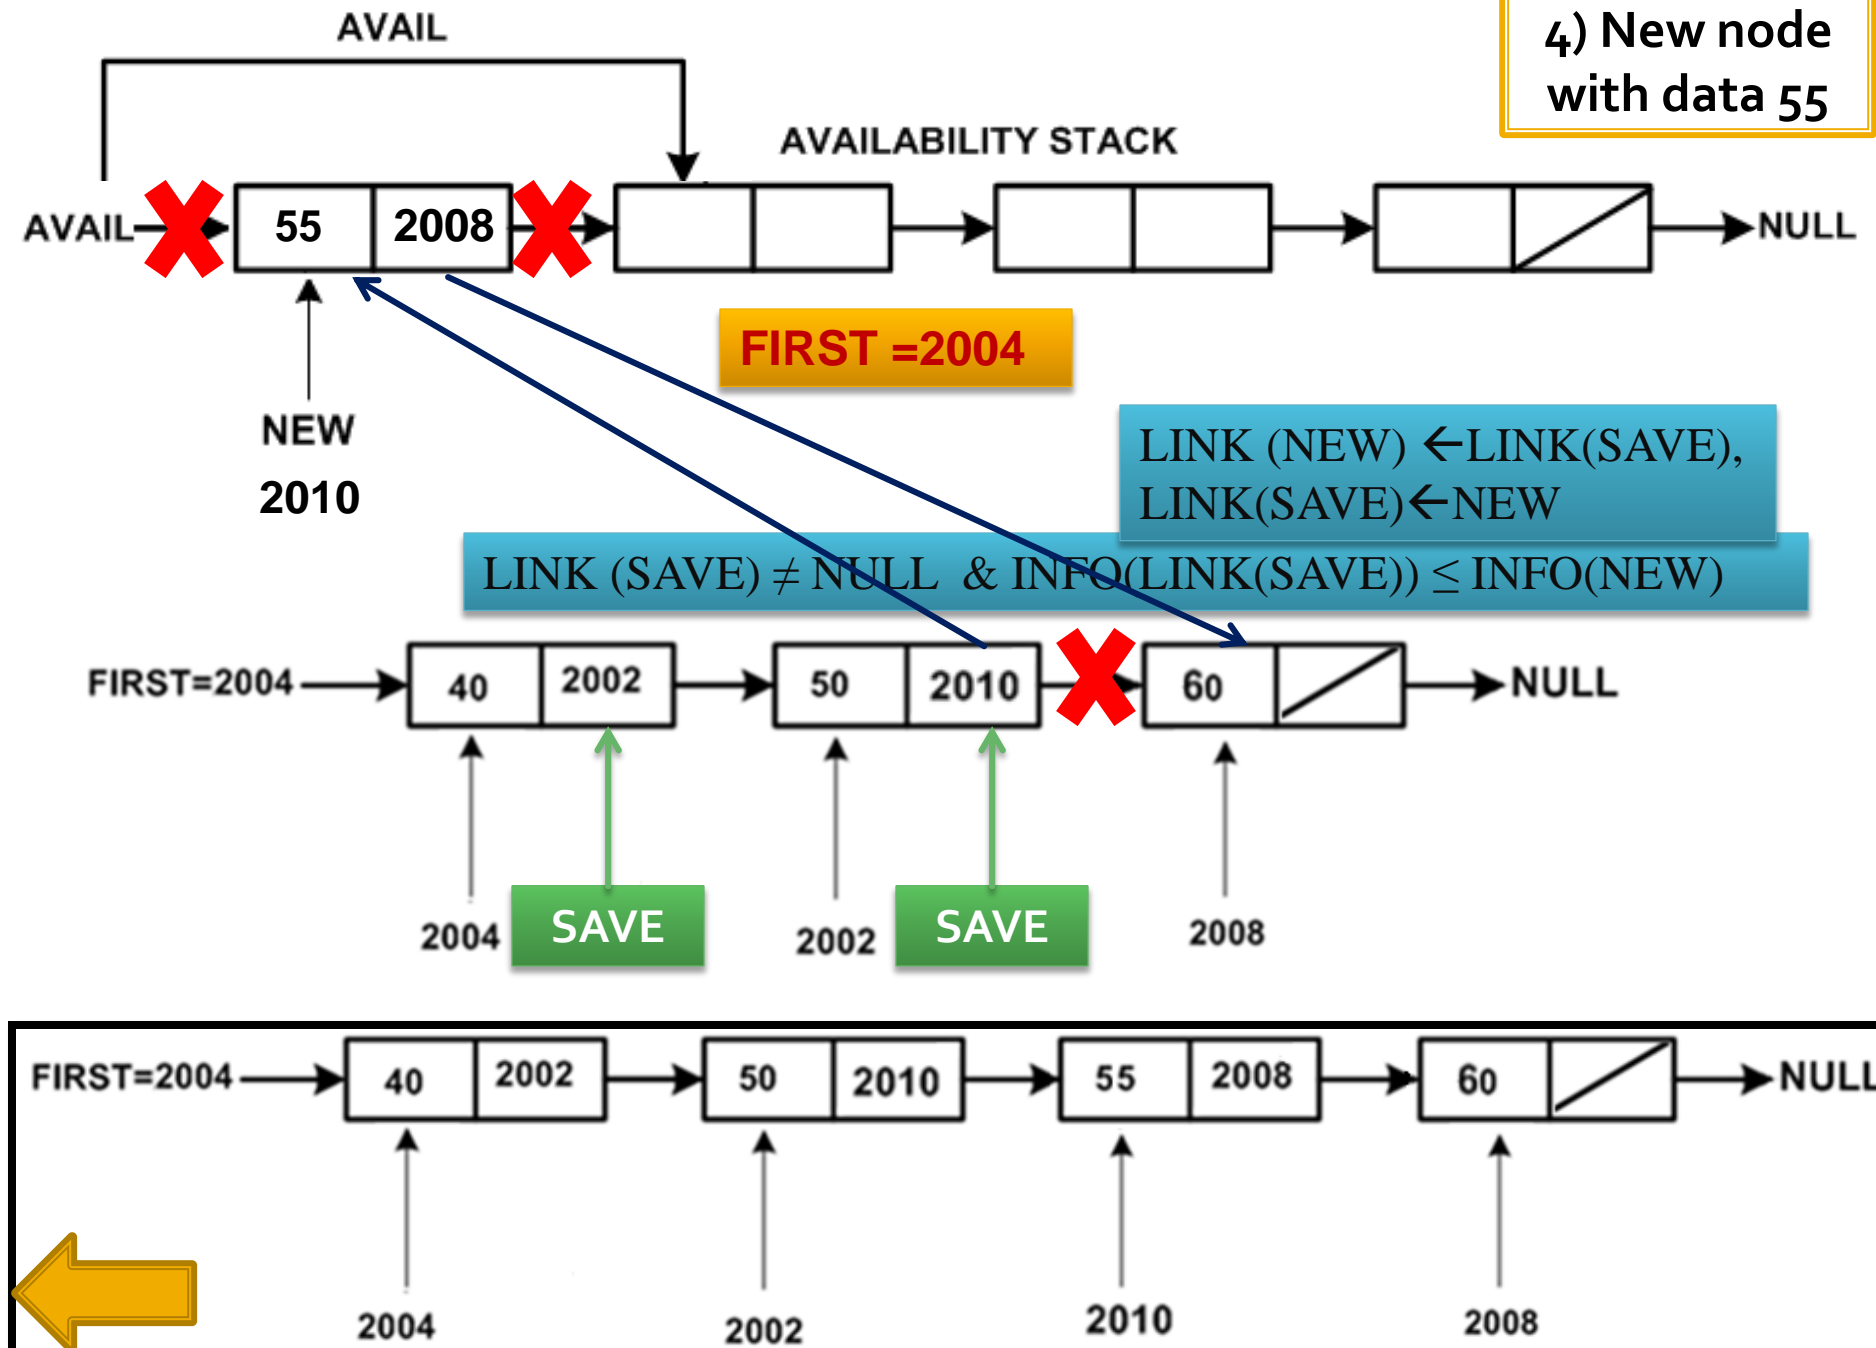 AVAIL
4) New node
with data 55
AVAILABILITY STACK
AVAIL 55 2008 NULL
FIRST =2004
NEW
2010
LINK (NEW) ←LINK(SAVE),
LINK(SAVE)←NEW
LINK (SAVE) ≠ NULL & INFO(LINK(SAVE)) ≤ INFO(NEW)
FIRST=2004 40 2002 50 2010 60 NULL
2004 SAVE 2002 SAVE 2008
FIRST=2004 40 2002 50 2010 55 2008 60 NULL
2004 2002 2010 2008